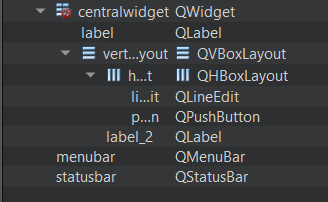 centralwidget QWidget
label QLabel
vert...yout QVBoxLayout
h...t QHBoxLayout
li...it QLineEdit
p...n QPushButton
label_2 QLabel
menubar QMenuBar
statusbar QStatusBar